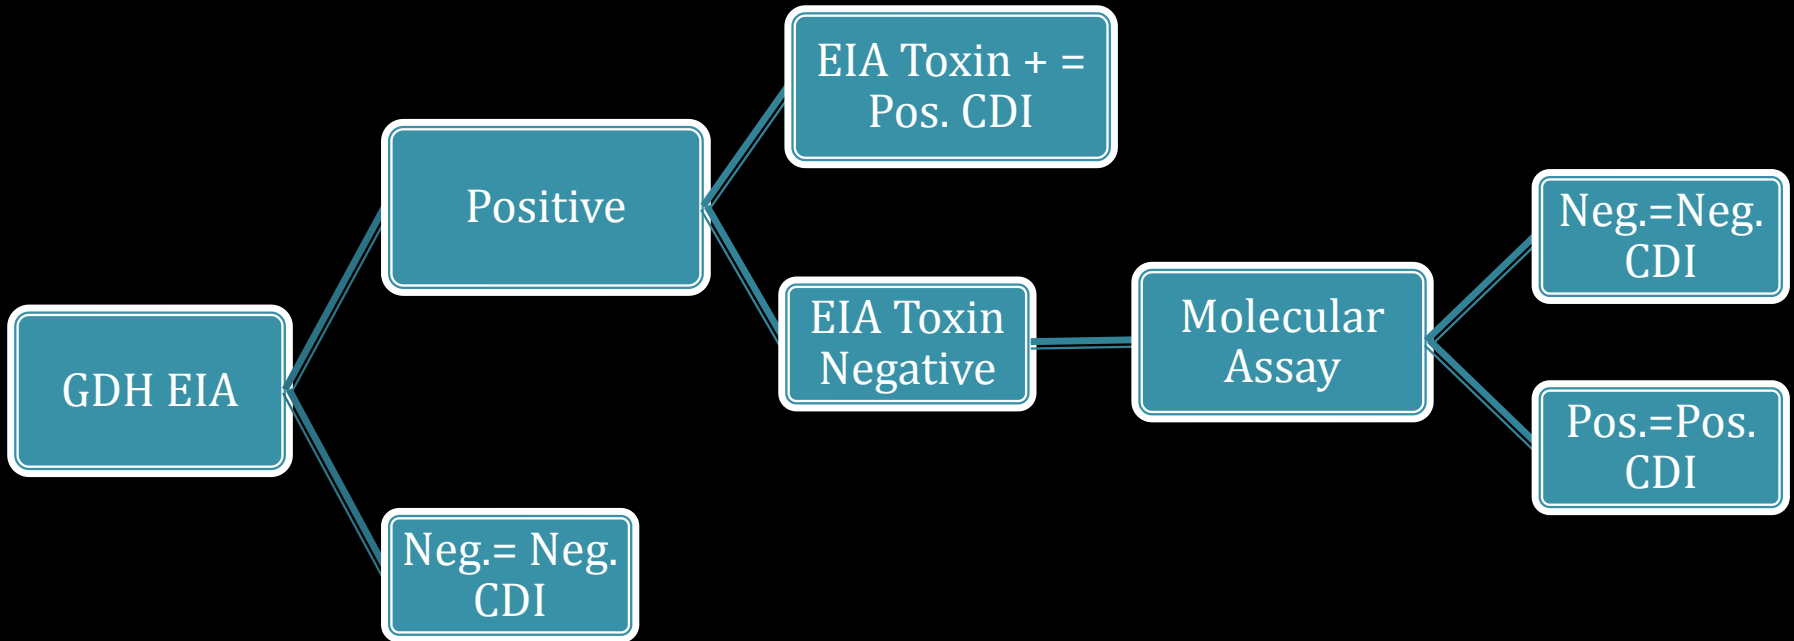 GDH EIA
Positive
Neg.= Neg.
CDI
EIA Toxin + =
Pos. CDI
EIA Toxin
Negative
Molecular
Assay
Neg.=Neg.
CDI
Pos.=Pos.
CDI